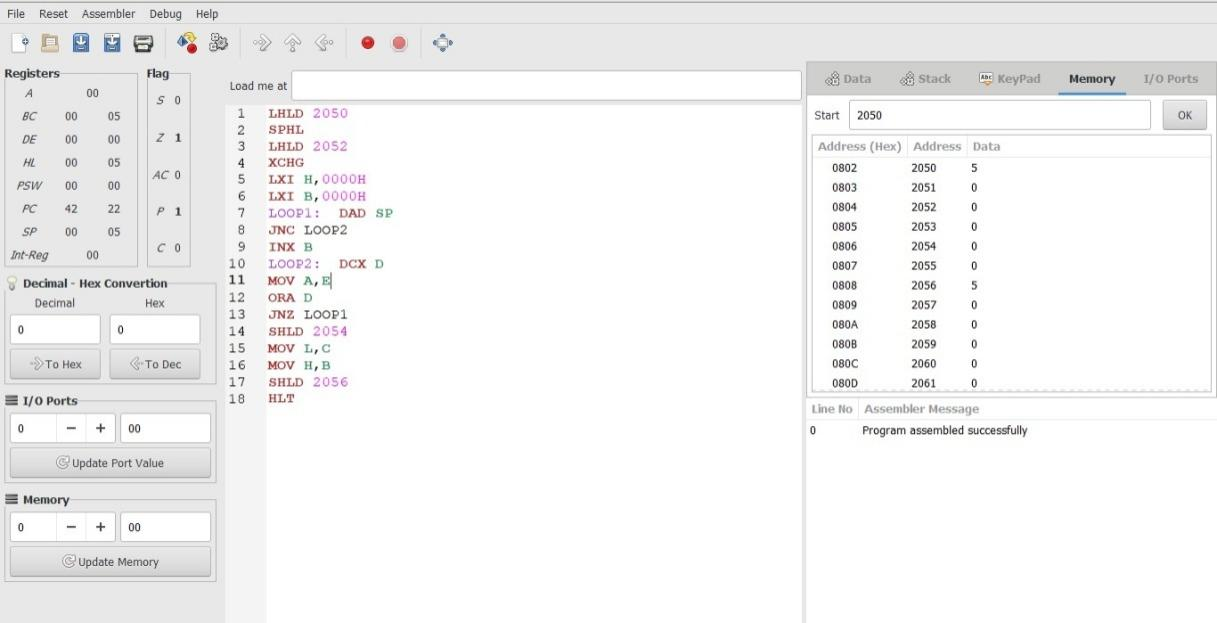 File Reset Assembler Debug Help
Registers
A 00
BC 00 05
DE 00 00
HL 00 05
PSW 00 00
PC 42 22
SP 00 05
Int-Reg 00
Flag
S 0
Z 1
AC 0
P 1
C 0
Decimal - Hex Convertion
Decimal Hex
0 0
To Hex To Dec
I/O Ports
0 − + 00
Update Port Value
Memory
0 − + 00
Update Memory
Load me at
1 LHLD 2050
2 SPHL
3 LHLD 2052
4 XCHG
5 LXI H,0000H
6 LXI B,0000H
7 LOOP1: DAD SP
8 JNC LOOP2
9 INX B
10 LOOP2: DCX D
11 MOV A,E
12 ORA D
13 JNZ LOOP1
14 SHLD 2054
15 MOV L,C
16 MOV H,B
17 SHLD 2056
18 HLT
Data Stack Abc KeyPad Memory I/O Ports
Start 2050 OK
Address (Hex) Address Data
0802 2050 5
0803 2051 0
0804 2052 0
0805 2053 0
0806 2054 0
0807 2055 0
0808 2056 5
0809 2057 0
080A 2058 0
080B 2059 0
080C 2060 0
080D 2061 0
Line No Assembler Message
0 Program assembled successfully